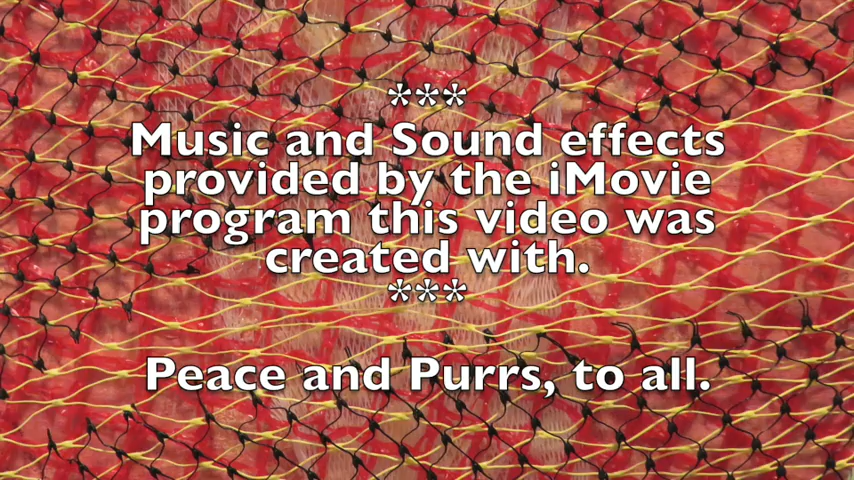 ***
Music and Sound effects
provided by the iMovie
program this video was
created with.
***
Peace and Purrs, to all.